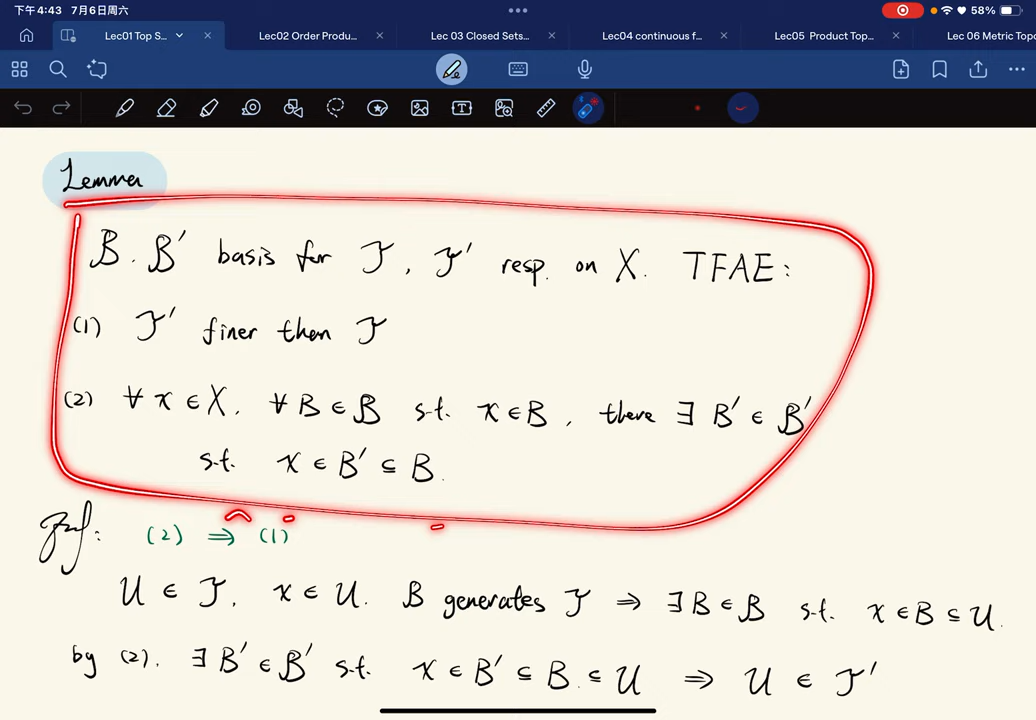 下午4:43 7月6日周六
58%
Lec01 Top S... Lec02 Order Produ... Lec 03 Closed Sets... Lec04 continuous f... Lec05 Product Top... Lec 06 Metric Topo
Lemma
ℬ. ℬ' basis for 𝒯, 𝒯' resp. on X. TFAE:
(1) 𝒯' finer than 𝒯
(2) ∀ x ∈ X, ∀ B ∈ ℬ s.t. x ∈ B, there ∃ B' ∈ ℬ'
s.t. x ∈ B' ⊆ B.
Prf: (2) ⇒ (1)
U ∈ 𝒯, x ∈ U. ℬ generates 𝒯 ⇒ ∃ B ∈ ℬ s.t. x ∈ B ⊆ U.
by (2). ∃ B' ∈ ℬ' s.t. x ∈ B' ⊆ B ⊆ U ⇒ U ∈ 𝒯'